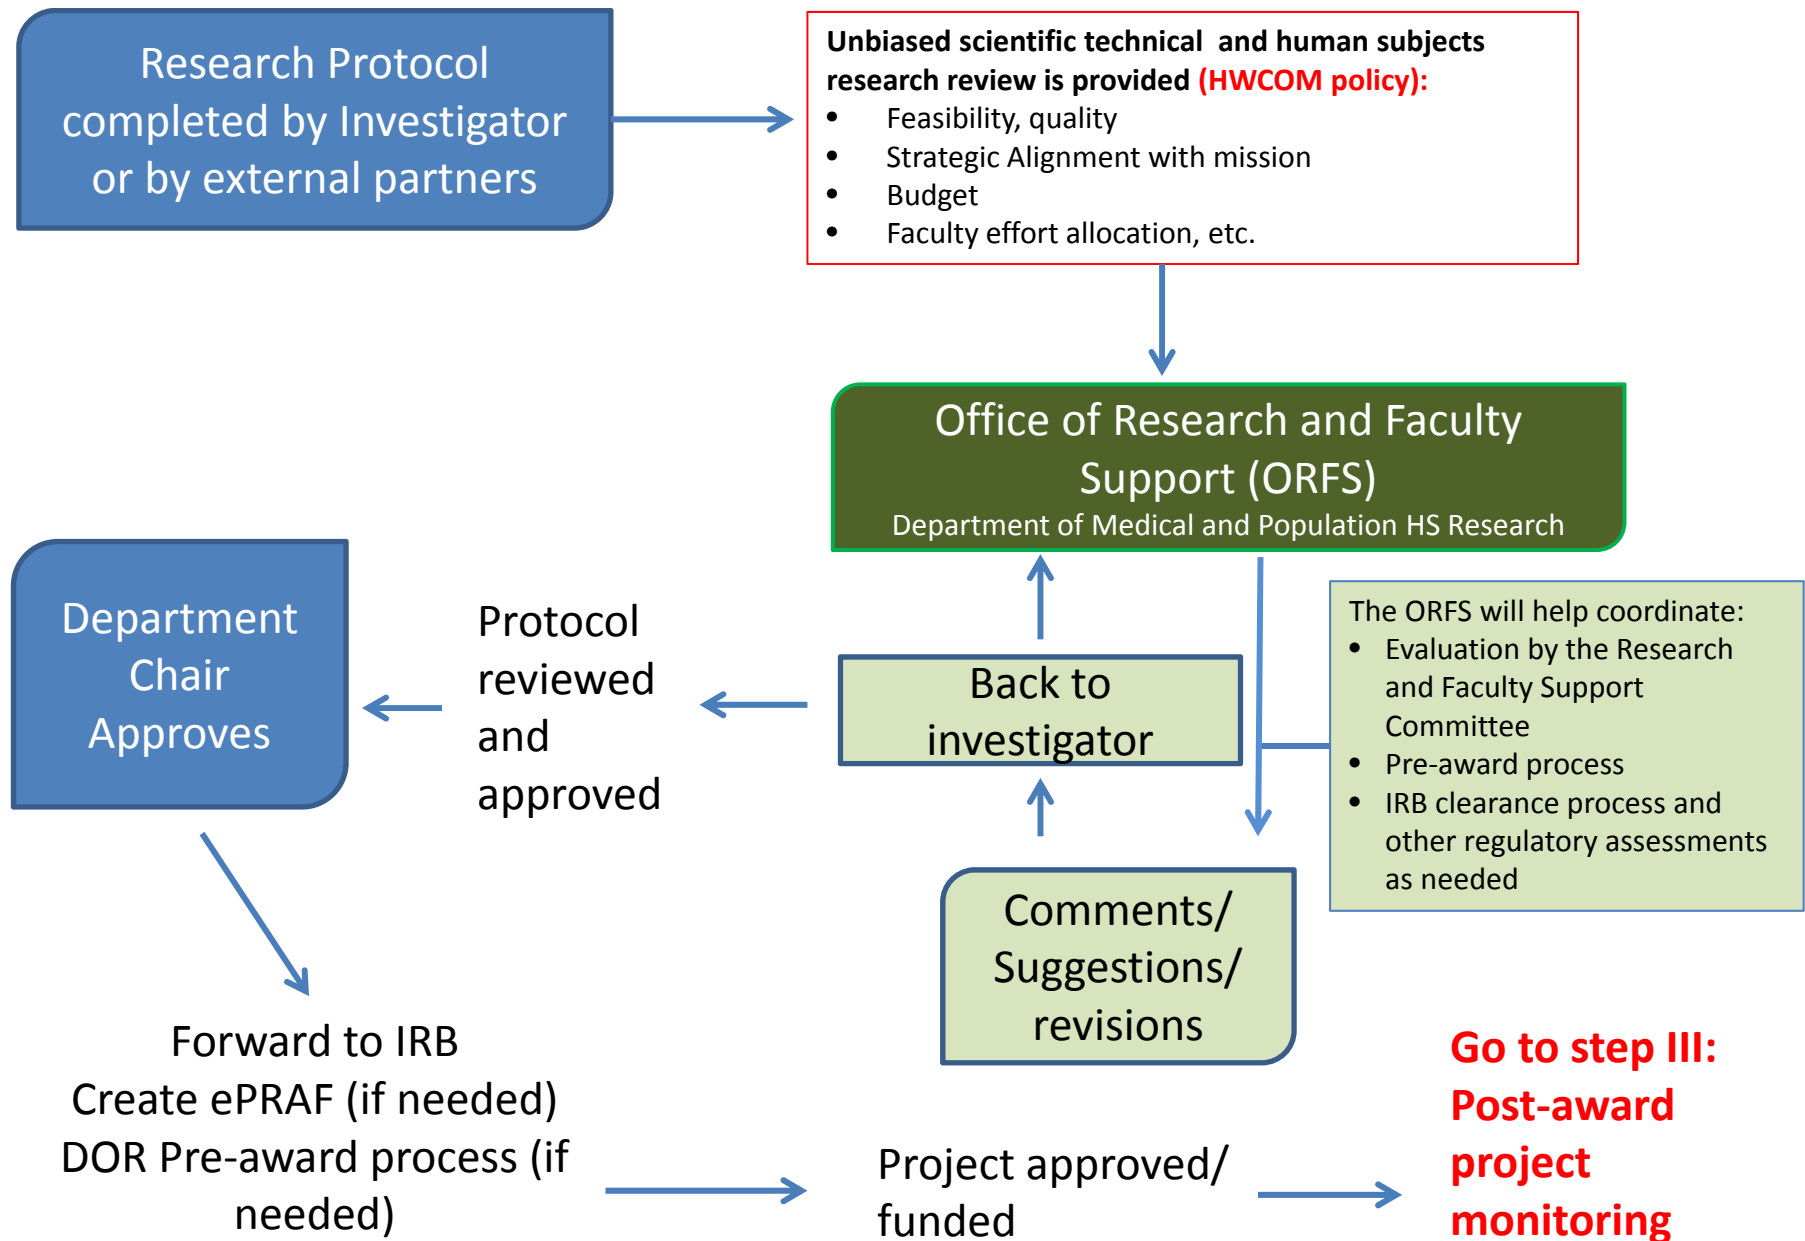 Research Protocol
completed by Investigator
or by external partners
Unbiased scientific technical and human subjects
research review is provided (HWCOM policy):
• Feasibility, quality
• Strategic Alignment with mission
• Budget
• Faculty effort allocation, etc.
Office of Research and Faculty
Support (ORFS)
Department of Medical and Population HS Research
The ORFS will help coordinate:
• Evaluation by the Research
and Faculty Support
Committee
• Pre-award process
• IRB clearance process and
other regulatory assessments
as needed
Comments/
Suggestions/
revisions
Back to
investigator
Protocol
reviewed
and
approved
Department
Chair
Approves
Forward to IRB
Create ePRAF (if needed)
DOR Pre-award process (if
needed)
Project approved/
funded
Go to step III:
Post-award
project
monitoring